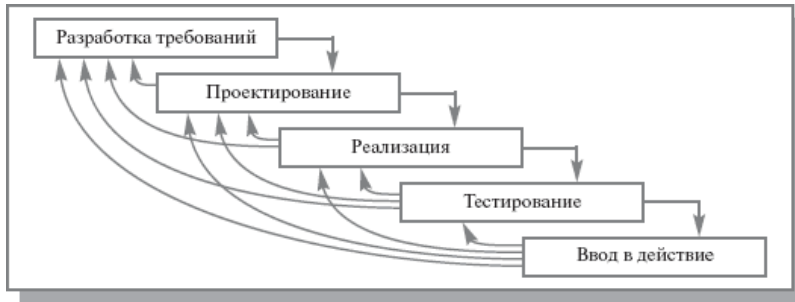 Разработка требований
Проектирование
Реализация
Тестирование
Ввод в действие